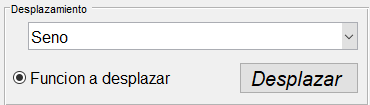 Desplazamiento
Seno
Funcion a desplazar
Desplazar